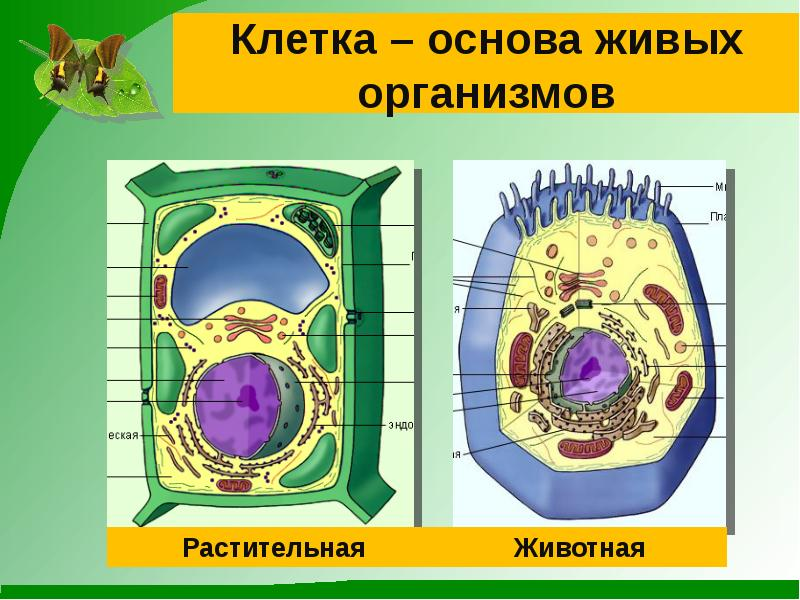 Клетка – основа живых
организмов
Растительная
Животная